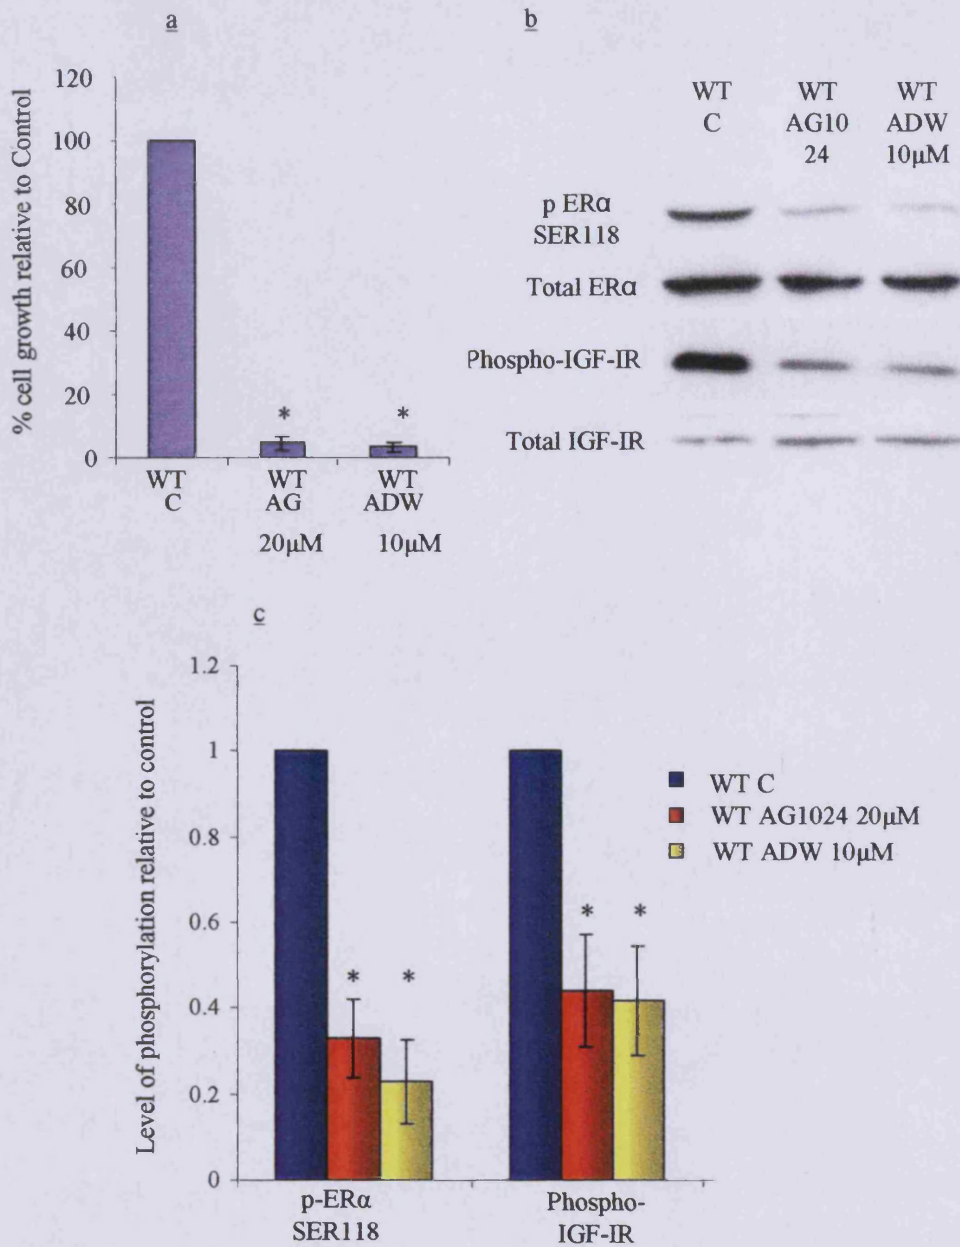 a
% cell growth relative to Control
120
100
80
60
40
20
0
WT
C
WT
AG
20µM
WT
ADW
10µM
b
WT
C
WT
AG10
24
WT
ADW
10µM
p ERα
SER118
Total ERα
Phospho-IGF-IR
Total IGF-IR
c
Level of phosphorylation relative to control
1.2
1
0.8
0.6
0.4
0.2
0
* *
* *
* *
p-ERα
SER118
Phospho-
IGF-IR
WT C
WT AG1024 20µM
WT ADW 10µM